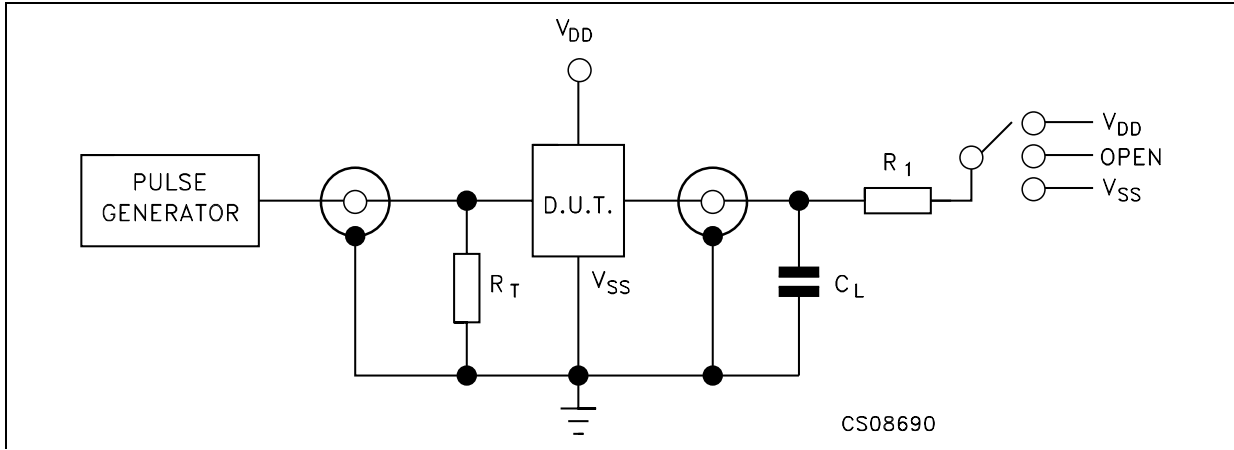 VDD
PULSE
GENERATOR
D.U.T.
RT
VSS
CL
R1
VDD
OPEN
VSS
CS08690